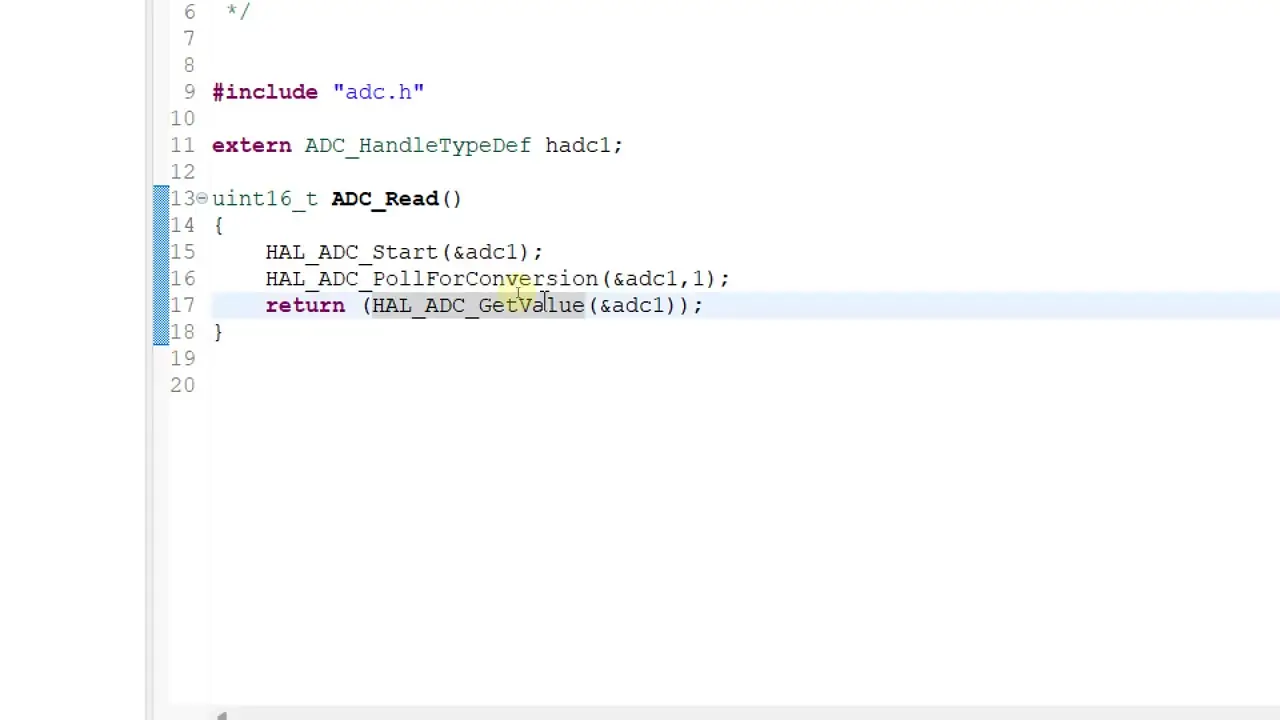 6 */
7
8
9 #include "adc.h"
10
11 extern ADC_HandleTypeDef hadc1;
12
13 uint16_t ADC_Read()
14 {
15 HAL_ADC_Start(&adc1);
16 HAL_ADC_PollForConversion(&adc1,1);
17 return (HAL_ADC_GetValue(&adc1));
18 }
19
20